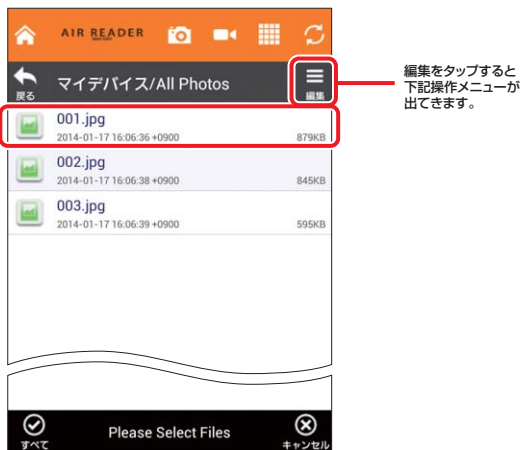 AIR READER
戻る
マイデバイス/All Photos
編集
編集をタップすると
下記操作メニューが
出てきます。
001.jpg
2014-01-17 16:06:36 +0900 879KB
002.jpg
2014-01-17 16:06:38 +0900 845KB
003.jpg
2014-01-17 16:06:39 +0900 595KB
すべて
Please Select Files
キャンセル